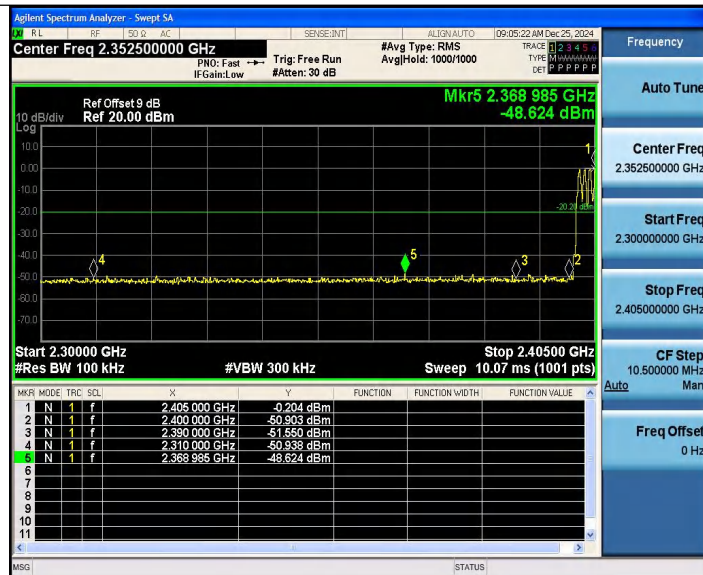 Agilent Spectrum Analyzer - Swept SA
LXI RL RF 50 Ω AC SENSE:INT ALIGNAUTO 09:05:22 AM Dec 25, 2024
Center Freq 2.352500000 GHz
PNO: Fast Trig: Free Run
IFGain:Low #Atten: 30 dB
#Avg Type: RMS
Avg|Hold: 1000/1000
TRACE 1 2 3 4 5 6
TYPE M
DET P P P P P P
Ref Offset 9 dB
10 dB/div Ref 20.00 dBm
Log
Mkr5 2.368 985 GHz
-48.624 dBm
10.0
0.00
-10.0
-20.0
-30.0
-40.0
-50.0
-60.0
-70.0
1
4
5
3
2
Start 2.30000 GHz Stop 2.40500 GHz
#Res BW 100 kHz #VBW 300 kHz Sweep 10.07 ms (1001 pts)
MKR MODE TRC SCL X Y FUNCTION FUNCTION WIDTH FUNCTION VALUE
1 N 1 f 2.405 000 GHz -0.204 dBm
2 N 1 f 2.400 000 GHz -50.903 dBm
3 N 1 f 2.390 000 GHz -51.550 dBm
4 N 1 f 2.310 000 GHz -50.938 dBm
5 N 1 f 2.368 985 GHz -48.624 dBm
6
7
8
9
10
11
MSG STATUS
Frequency
Auto Tune
Center Freq
2.352500000 GHz
Start Freq
2.300000000 GHz
Stop Freq
2.405000000 GHz
CF Step
10.500000 MHz
Auto Man
Freq Offset
0 Hz